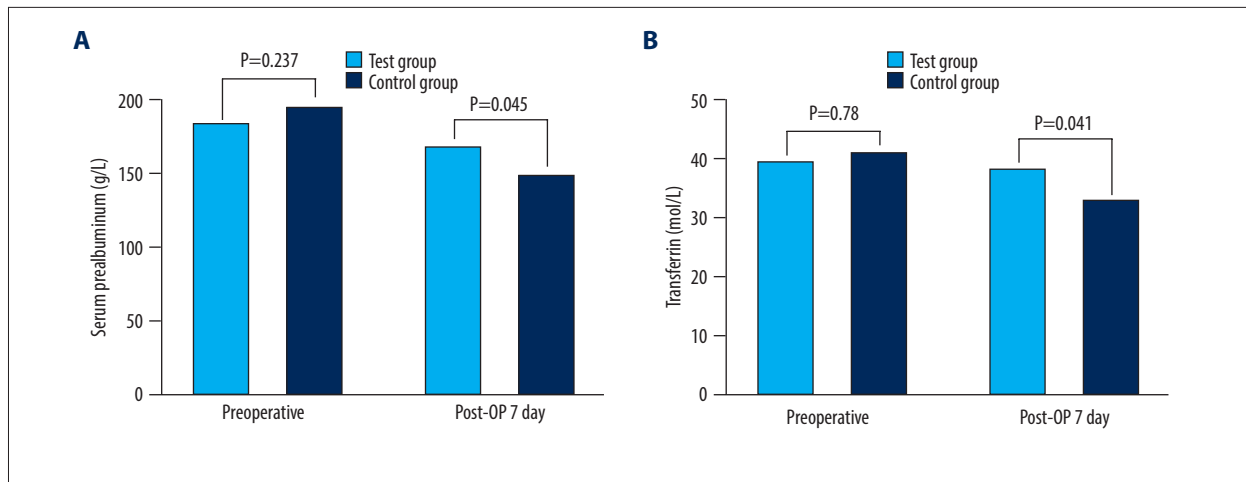 A
Test group
Control group
P=0.237
P=0.045
Serum prealbuminum (g/L)
200
150
100
50
0
Preoperative
Post-OP 7 day
B
Test group
Control group
P=0.78
P=0.041
Transferrin (mol/L)
50
40
30
20
10
0
Preoperative
Post-OP 7 day